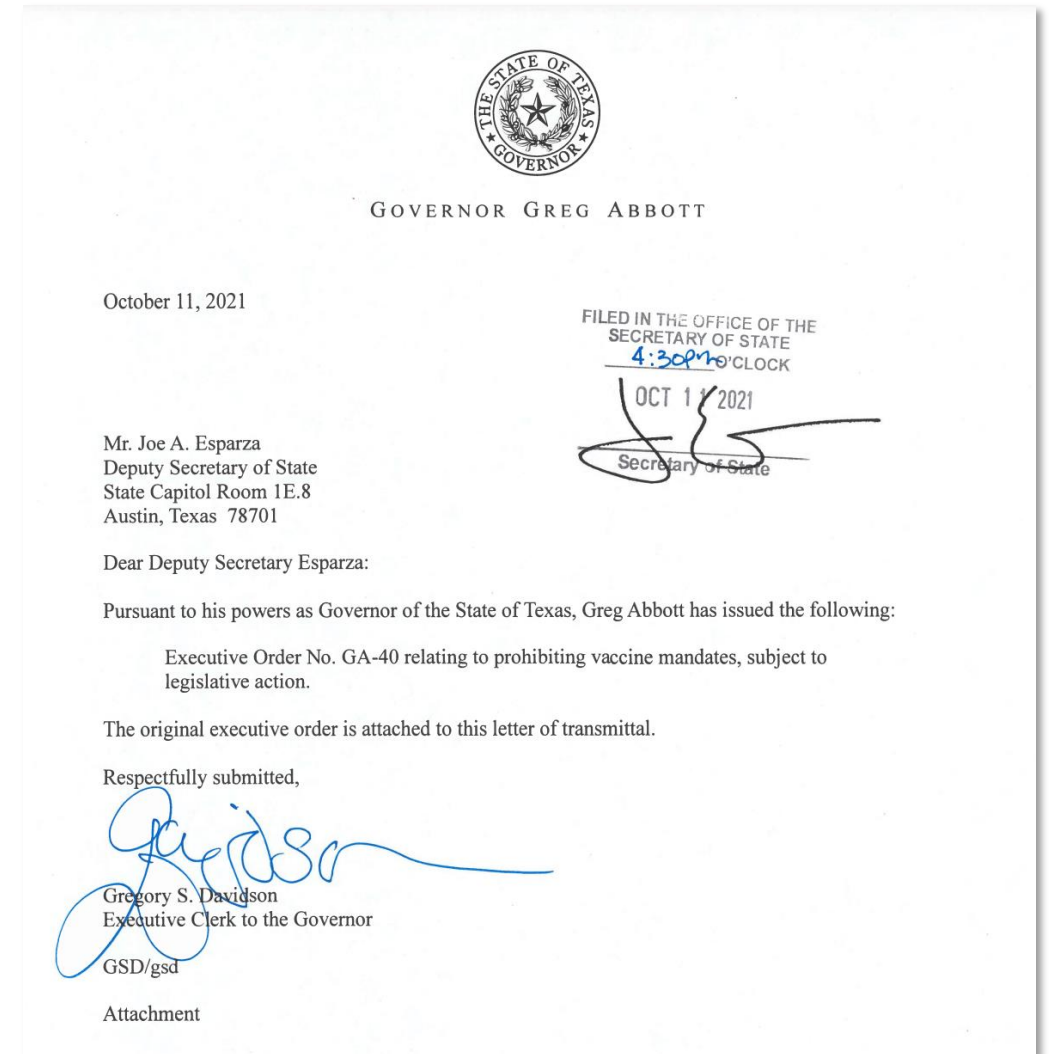 THE STATE OF TEXAS
GOVERNOR
GOVERNOR GREG ABBOTT
October 11, 2021
FILED IN THE OFFICE OF THE
SECRETARY OF STATE
4:30pm O'CLOCK
OCT 11 2021
Secretary of State
Mr. Joe A. Esparza
Deputy Secretary of State
State Capitol Room 1E.8
Austin, Texas 78701
Dear Deputy Secretary Esparza:
Pursuant to his powers as Governor of the State of Texas, Greg Abbott has issued the following:
Executive Order No. GA-40 relating to prohibiting vaccine mandates, subject to
legislative action.
The original executive order is attached to this letter of transmittal.
Respectfully submitted,
Gregory S. Davidson
Executive Clerk to the Governor
GSD/gsd
Attachment